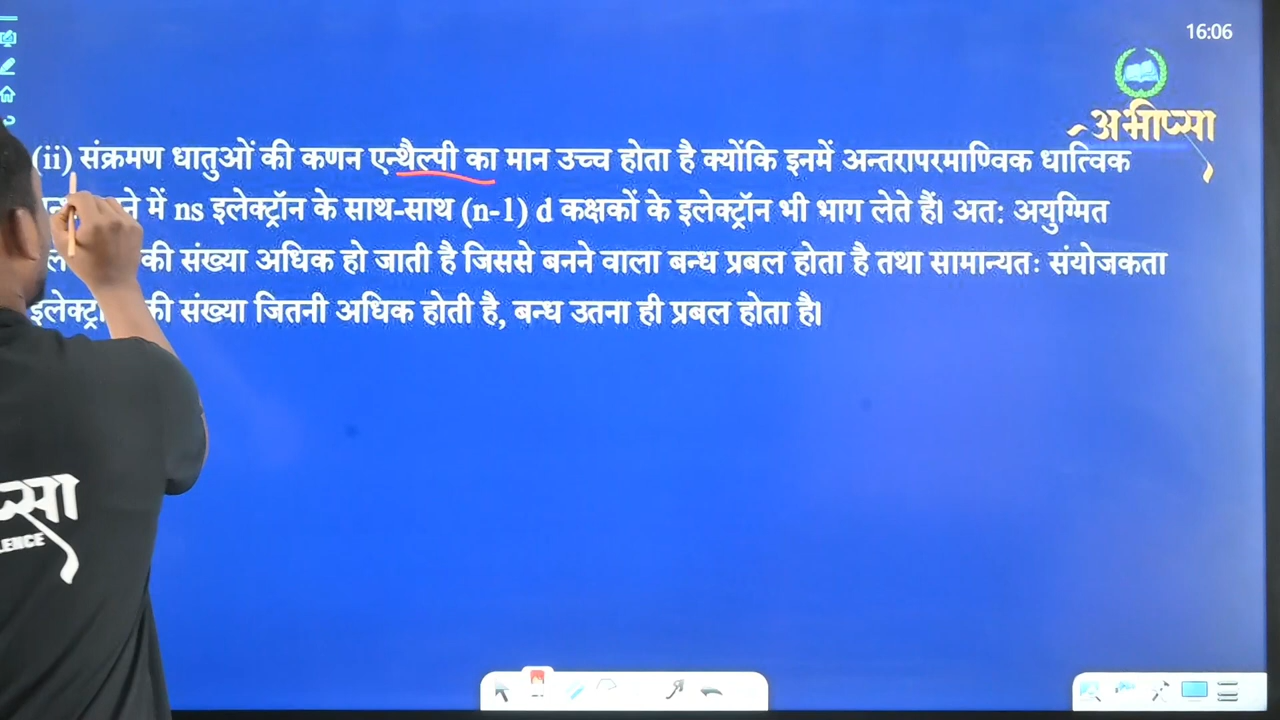 16:06
अभीप्सा
(ii) संक्रमण धातुओं की कणन एन्थैल्पी का मान उच्च होता है क्योंकि इनमें अन्तरापरमाण्विक धात्विक
में ns इलेक्ट्रॉन के साथ-साथ (n-1) d कक्षकों के इलेक्ट्रॉन भी भाग लेते हैं। अतः अयुग्मित
की संख्या अधिक हो जाती है जिससे बनने वाला बन्ध प्रबल होता है तथा सामान्यतः संयोजकता
की संख्या जितनी अधिक होती है, बन्ध उतना ही प्रबल होता है।